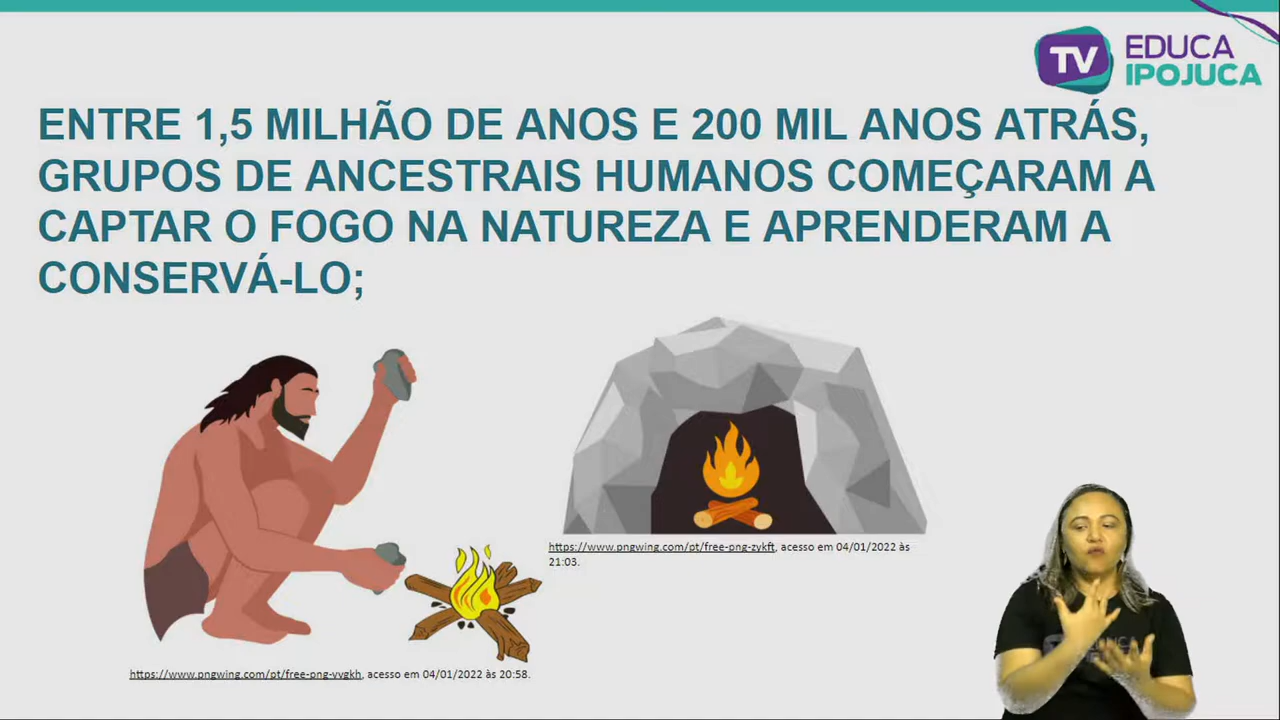 TV EDUCA
IPOJUCA
ENTRE 1,5 MILHÃO DE ANOS E 200 MIL ANOS ATRÁS,
GRUPOS DE ANCESTRAIS HUMANOS COMEÇARAM A
CAPTAR O FOGO NA NATUREZA E APRENDERAM A
CONSERVÁ-LO;
https://www.pngwing.com/pt/free-png-zykft, acesso em 04/01/2022 às
21:03.
https://www.pngwing.com/pt/free-png-yvgkh, acesso em 04/01/2022 às 20:58.